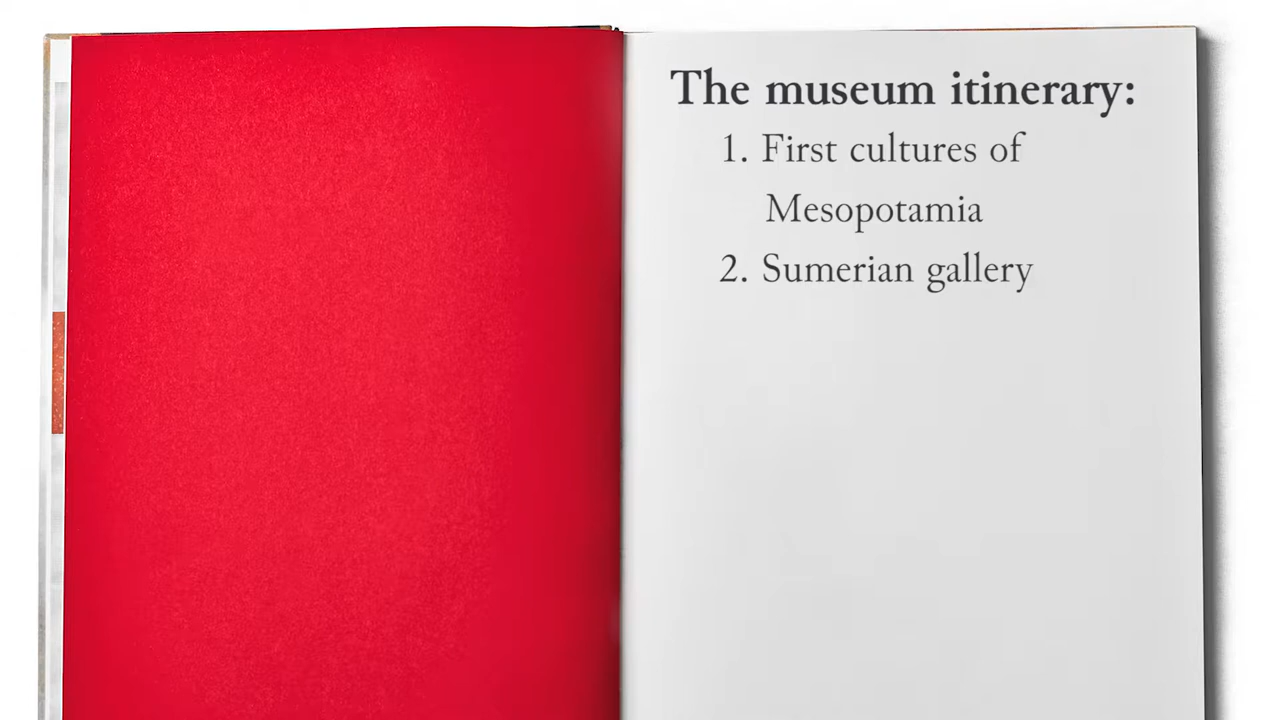 The museum itinerary:
1. First cultures of
Mesopotamia
2. Sumerian gallery